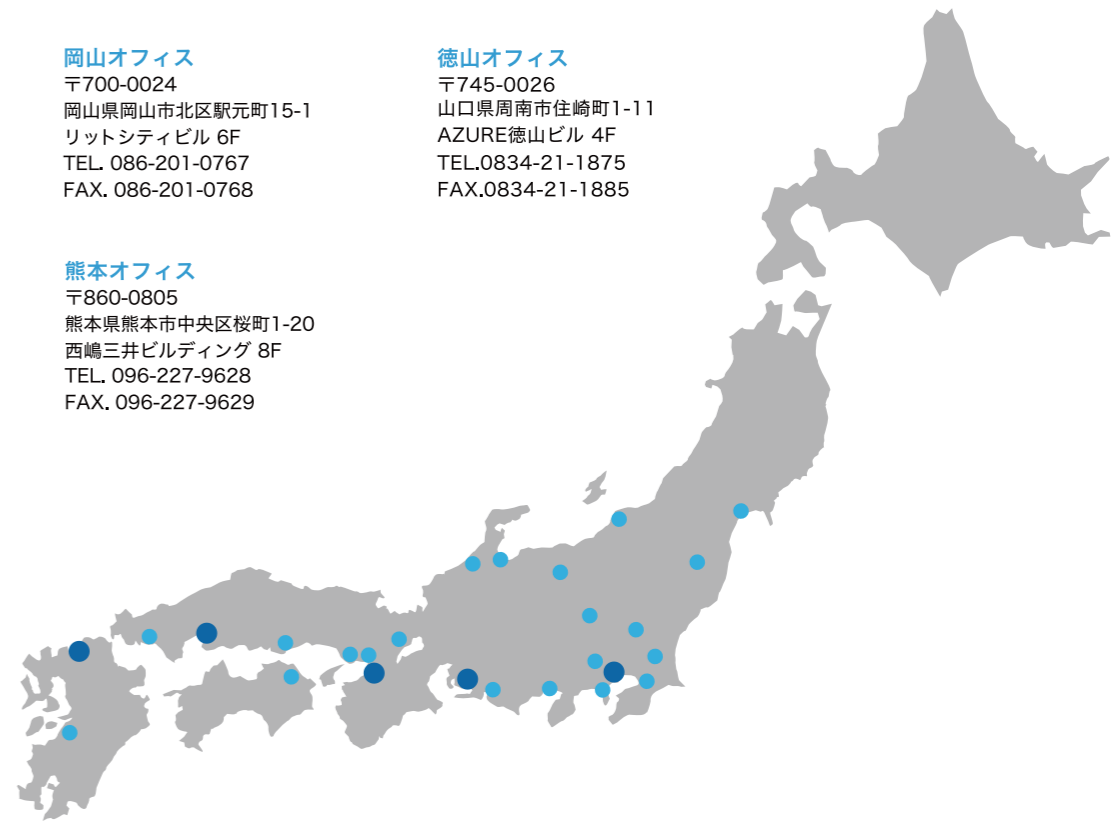 岡山オフィス
〒700-0024
岡山県岡山市北区駅元町15-1
リットシティビル 6F
TEL. 086-201-0767
FAX. 086-201-0768
徳山オフィス
〒745-0026
山口県周南市住崎町1-11
AZURE徳山ビル 4F
TEL.0834-21-1875
FAX.0834-21-1885
熊本オフィス
〒860-0805
熊本県熊本市中央区桜町1-20
西嶋三井ビルディング 8F
TEL. 096-227-9628
FAX. 096-227-9629